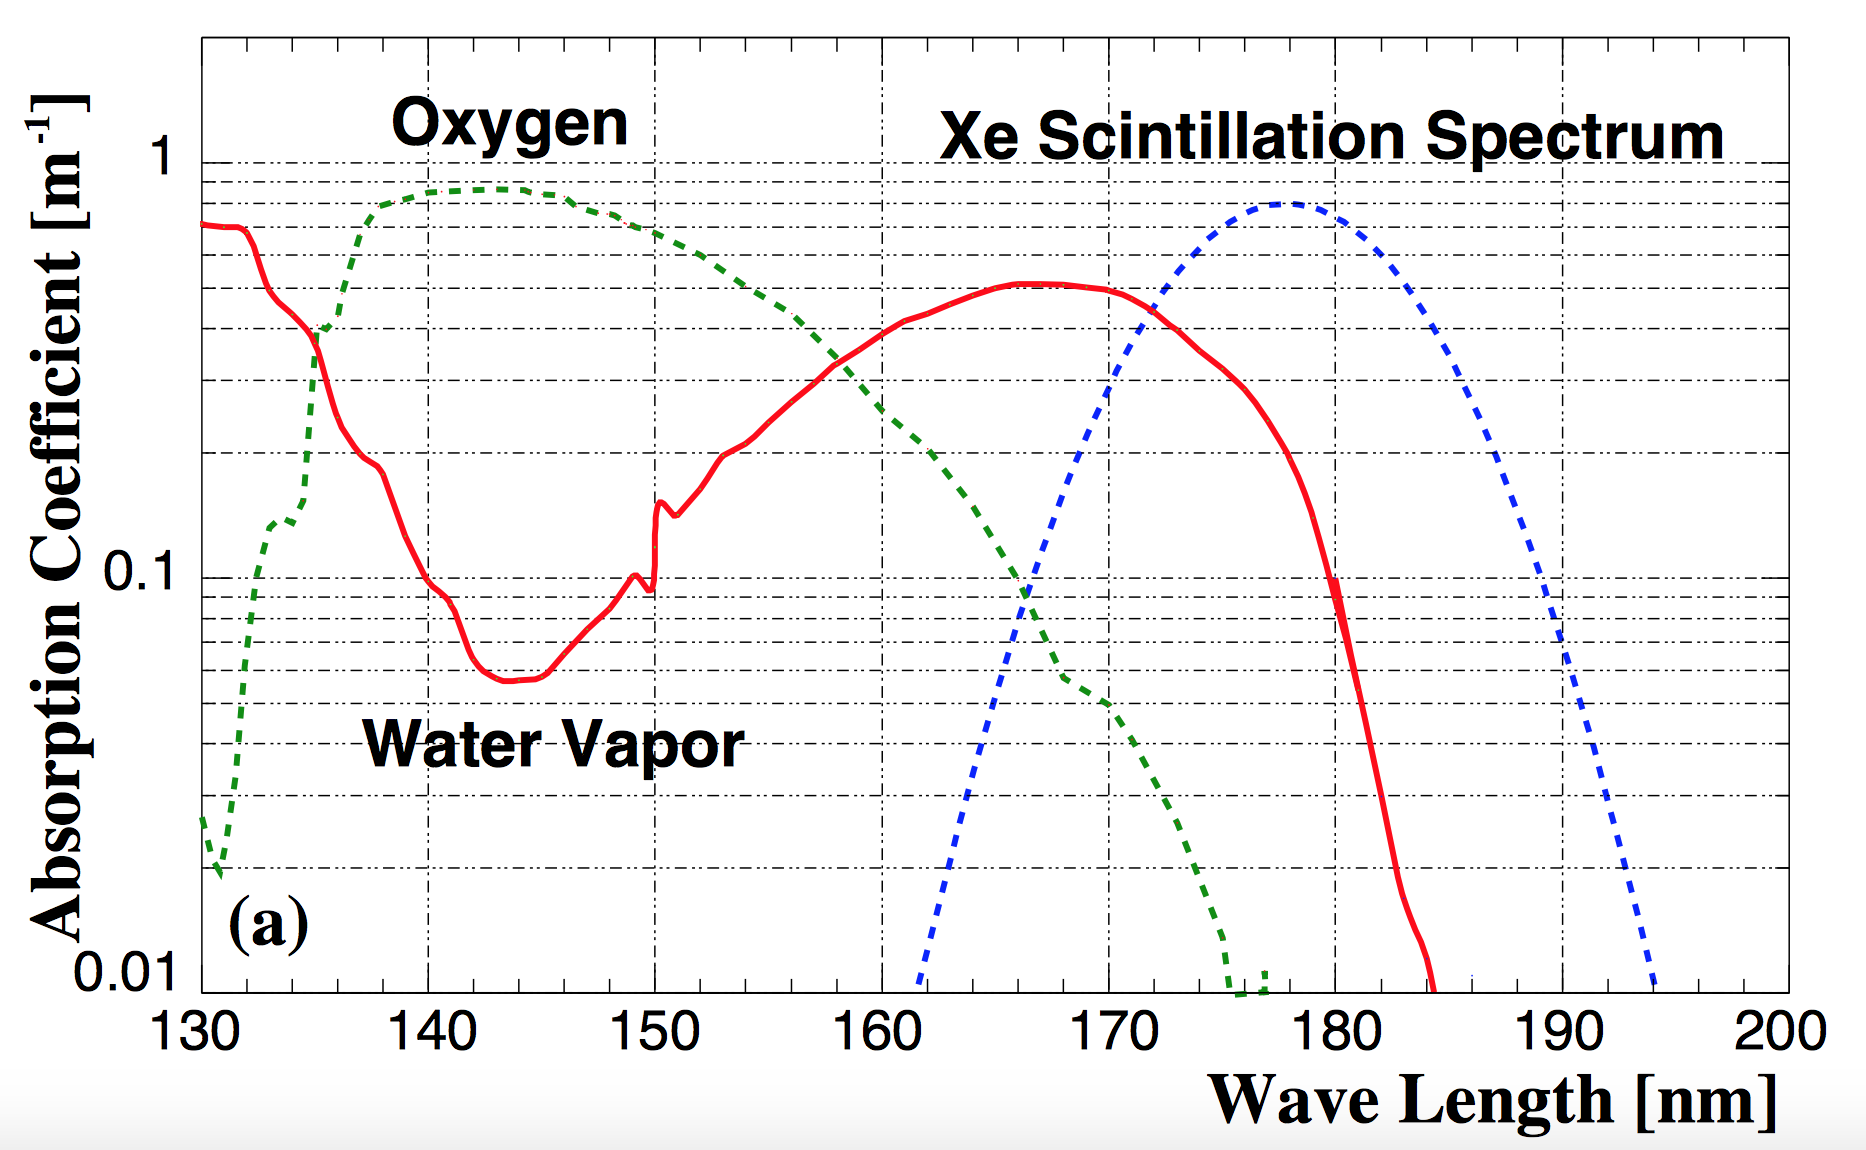 Oxygen
Xe Scintillation Spectrum
1
0.1
Water Vapor
(a)
0.01
130 140 150 160 170 180 190 200
Wave Length [nm]
Absorption Coefficient [m⁻¹]